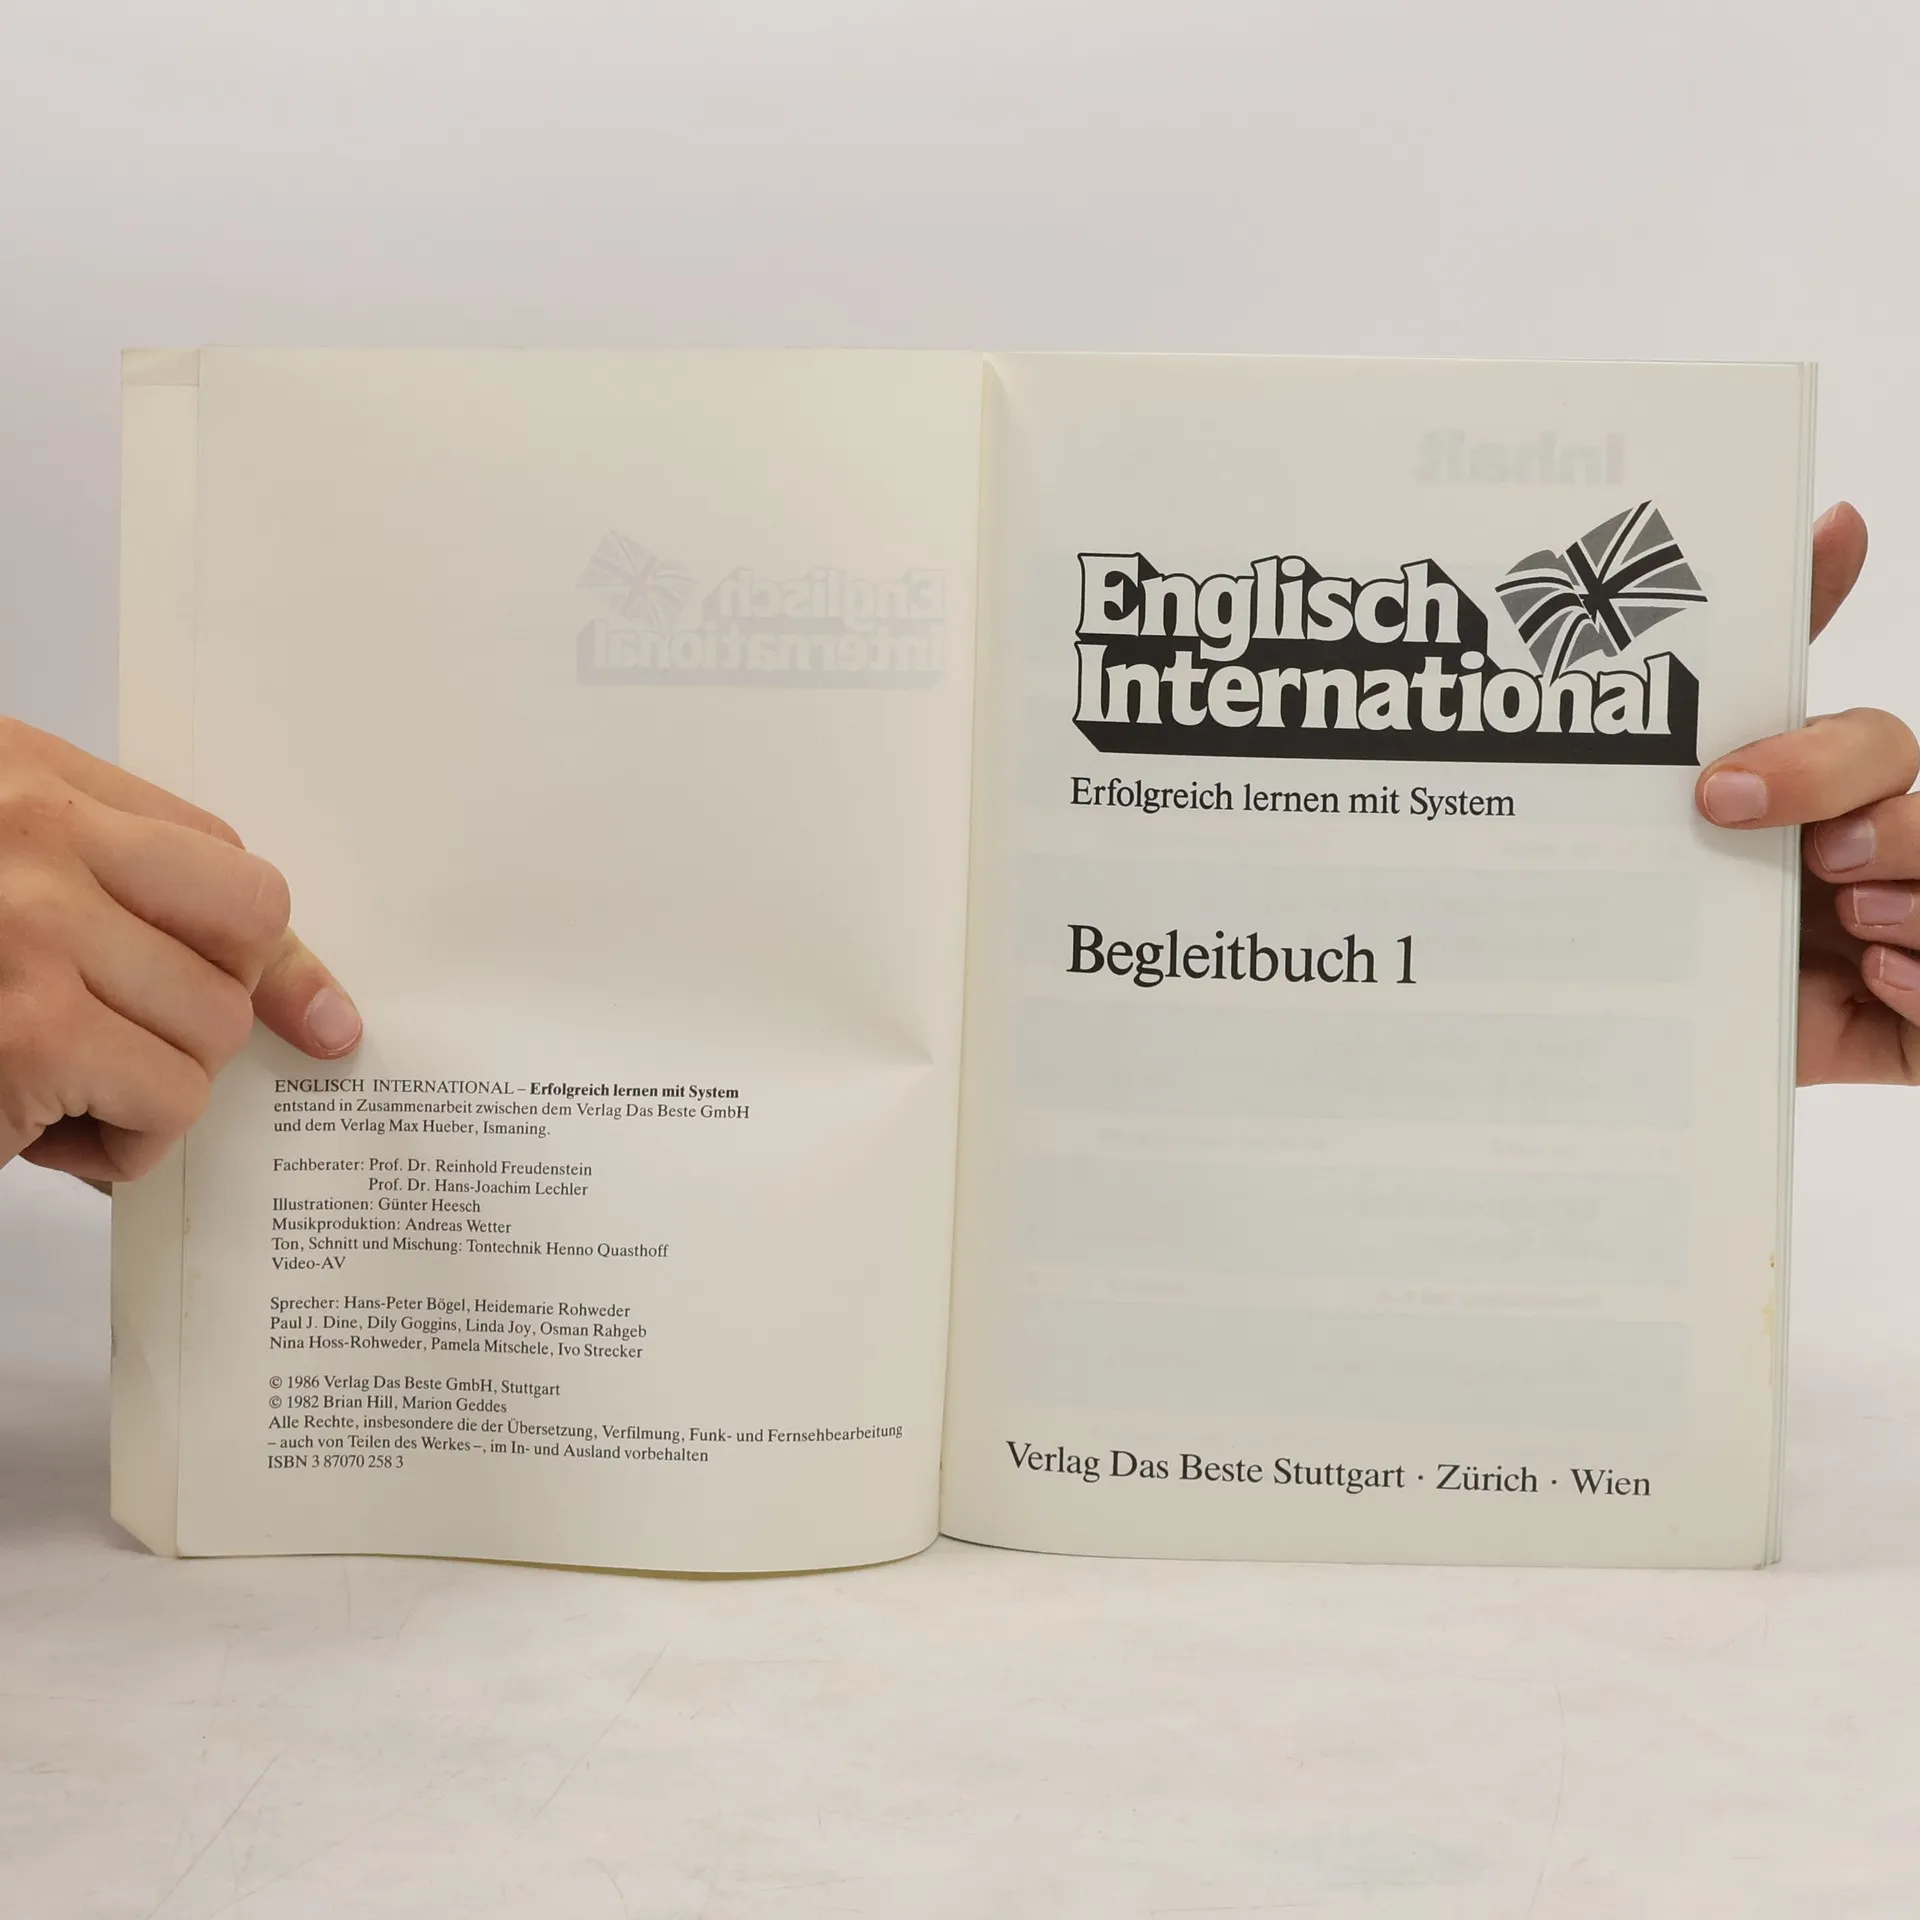 ENGLISCH INTERNATIONAL – Erfolgreich lernen mit System
entstand in Zusammenarbeit zwischen dem Verlag Das Beste GmbH
und dem Verlag Max Hueber, Ismaning.
Fachberater: Prof. Dr. Reinhold Freudenstein
Prof. Dr. Hans-Joachim Lechler
Illustrationen: Günter Heesch
Musikproduktion: Andreas Wetter
Ton, Schnitt und Mischung: Tontechnik Henno Quasthoff
Video-AV
Sprecher: Hans-Peter Bögel, Heidemarie Rohweder
Paul J. Dine, Dily Goggins, Linda Joy, Osman Rahgeb
Nina Hoss-Rohweder, Pamela Mitschele, Ivo Strecker
© 1986 Verlag Das Beste GmbH, Stuttgart
© 1982 Brian Hill, Marion Geddes
Alle Rechte, insbesondere die der Übersetzung, Verfilmung, Funk- und Fernsehbearbeitung
– auch von Teilen des Werkes –, im In- und Ausland vorbehalten
ISBN 3 87070 258 3
Inhalt
Englisch
International
Erfolgreich lernen mit System
Begleitbuch 1
Verlag Das Beste Stuttgart · Zürich · Wien